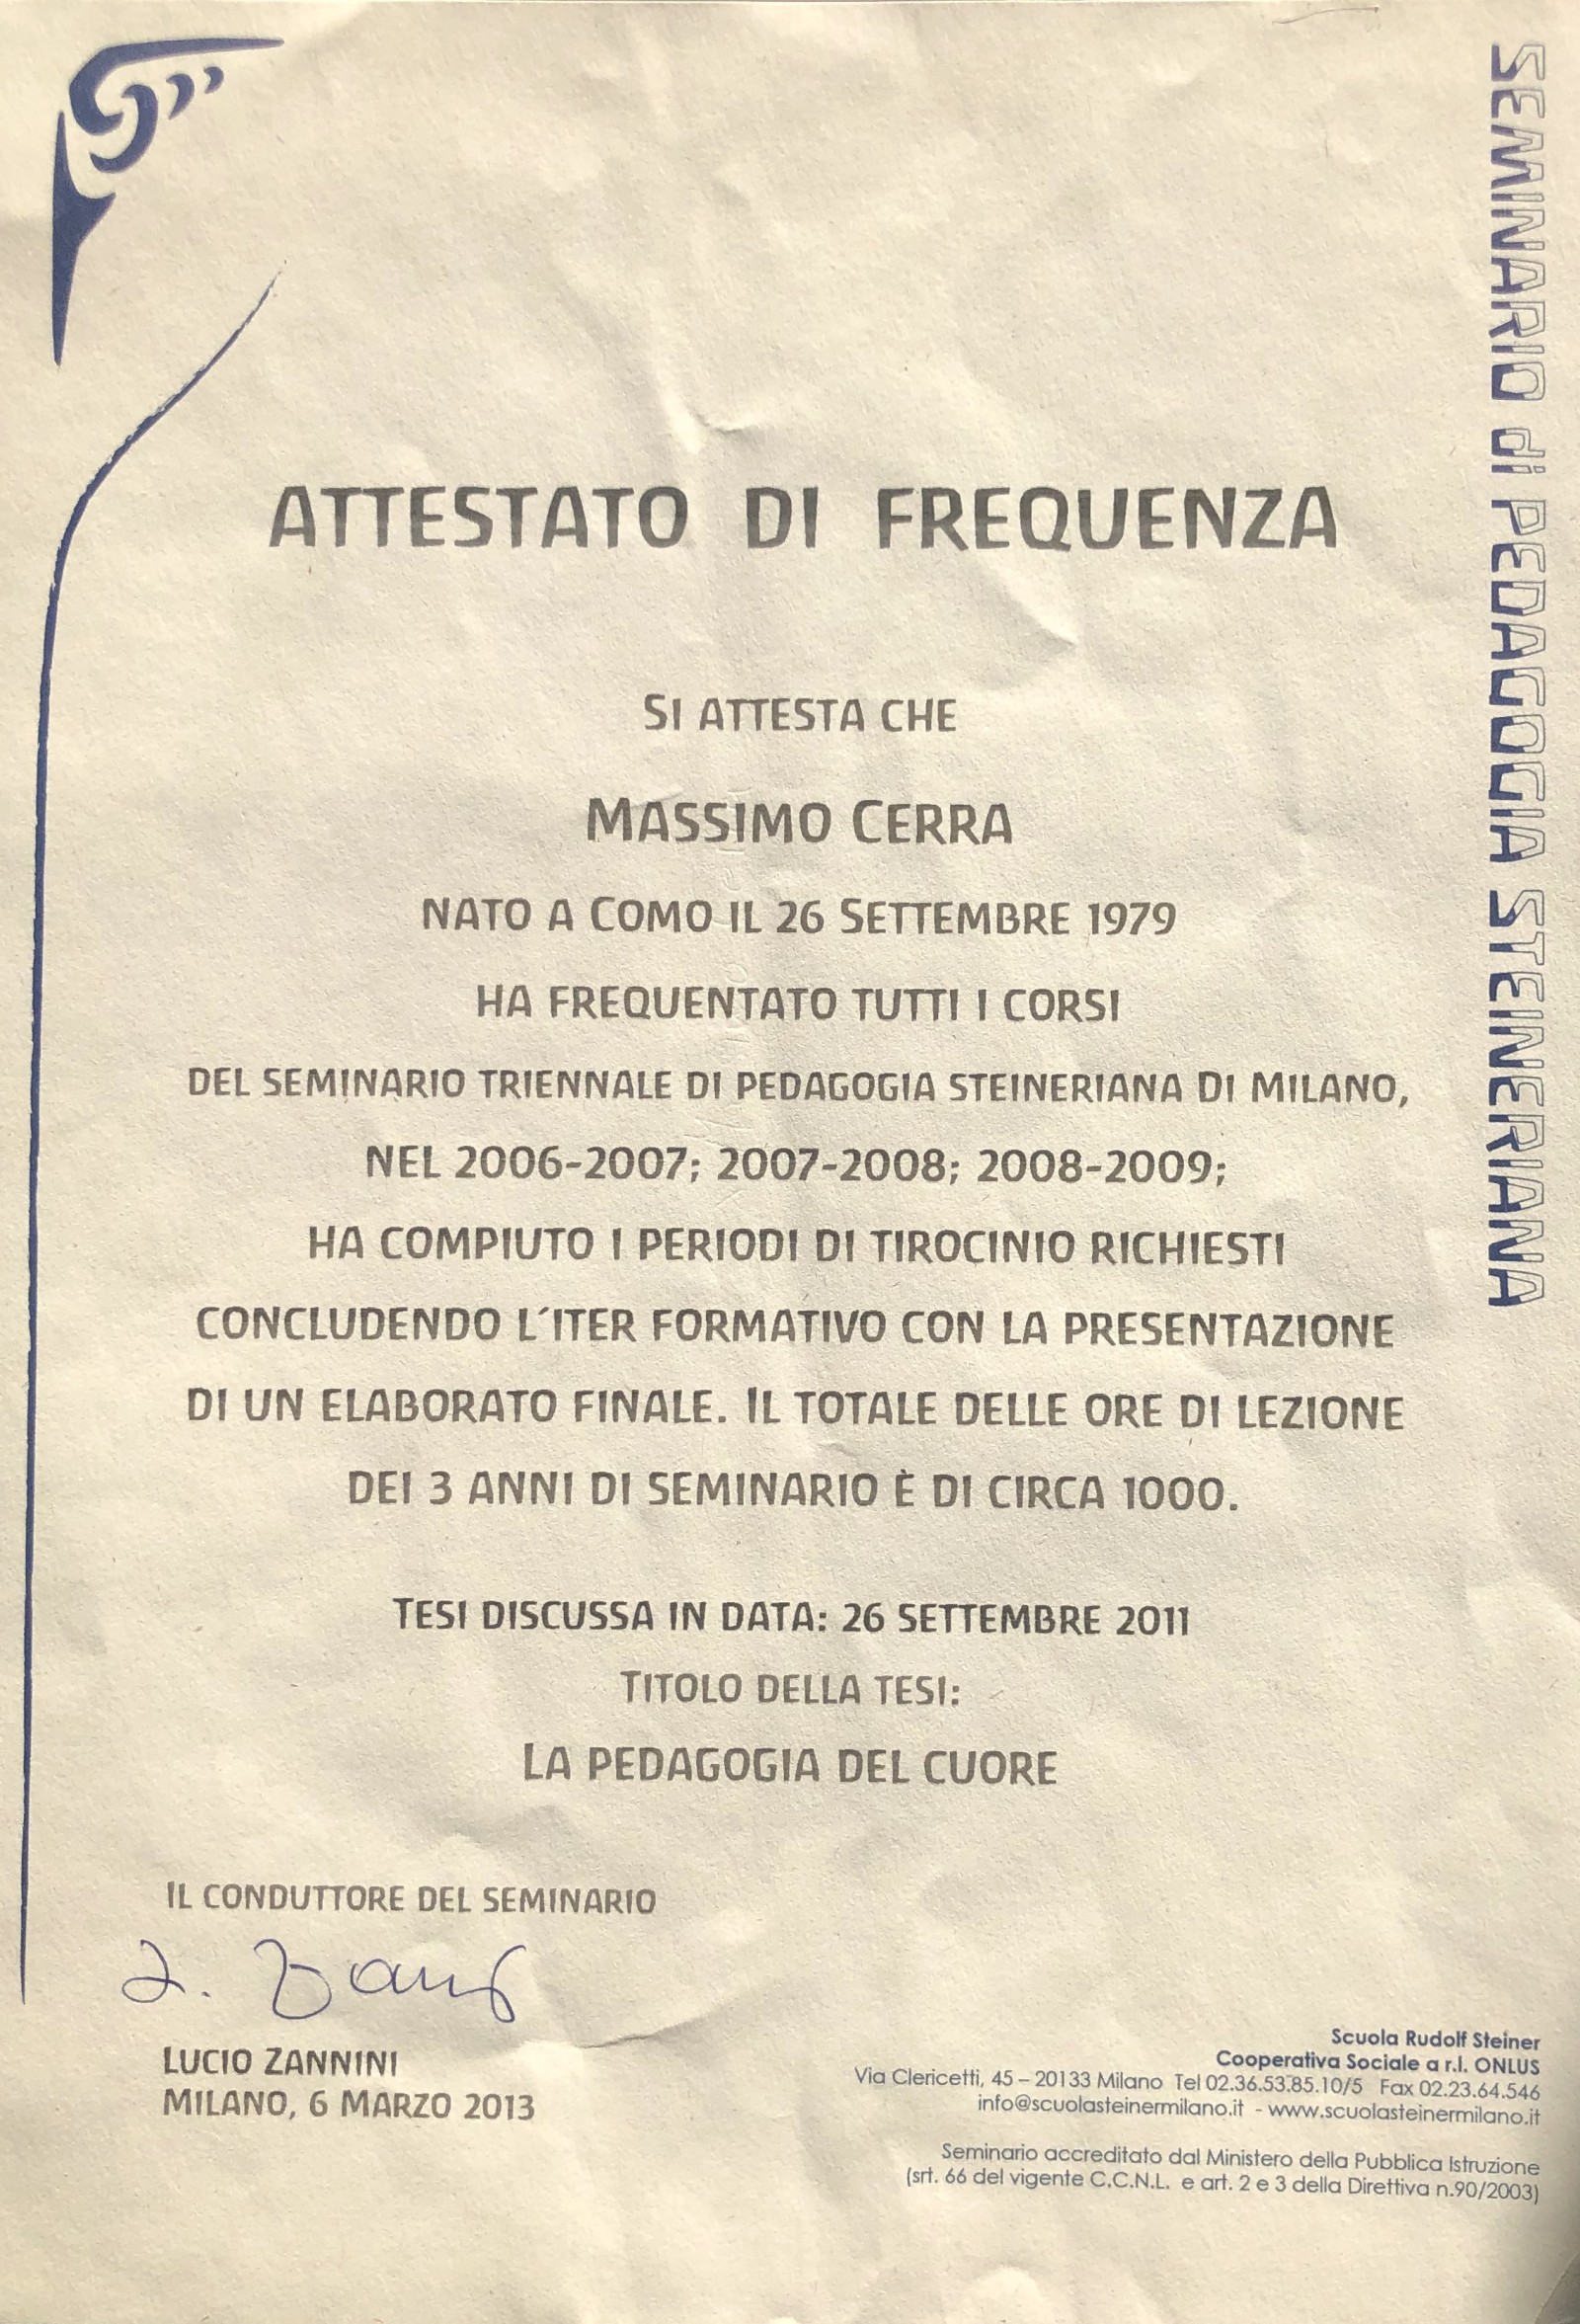 SEMINARIO di PEDAGOGIA STEINERIANA
ATTESTATO DI FREQUENZA
SI ATTESTA CHE
MASSIMO CERRA
NATO A COMO IL 26 SETTEMBRE 1979
HA FREQUENTATO TUTTI I CORSI
DEL SEMINARIO TRIENNALE DI PEDAGOGIA STEINERIANA DI MILANO,
NEL 2006-2007; 2007-2008; 2008-2009;
HA COMPIUTO I PERIODI DI TIROCINIO RICHIESTI
CONCLUDENDO L´ITER FORMATIVO CON LA PRESENTAZIONE
DI UN ELABORATO FINALE. IL TOTALE DELLE ORE DI LEZIONE
DEI 3 ANNI DI SEMINARIO È DI CIRCA 1000.
TESI DISCUSSA IN DATA: 26 SETTEMBRE 2011
TITOLO DELLA TESI:
LA PEDAGOGIA DEL CUORE
IL CONDUTTORE DEL SEMINARIO
LUCIO ZANNINI
MILANO, 6 MARZO 2013
Scuola Rudolf Steiner
Cooperativa Sociale a r.l. ONLUS
Via Clericetti, 45 – 20133 Milano Tel 02.36.53.85.10/5 Fax 02.23.64.546
info@scuolasteinermilano.it - www.scuolasteinermilano.it
Seminario accreditato dal Ministero della Pubblica Istruzione
(srt. 66 del vigente C.C.N.L. e art. 2 e 3 della Direttiva n.90/2003)